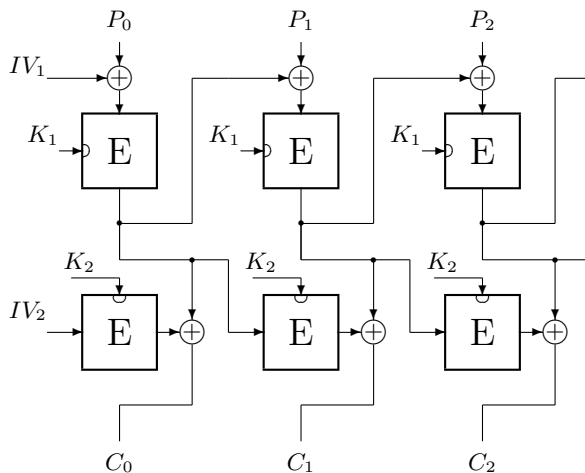 P₀ P₁ P₂
IV₁
K₁ E K₁ E K₁ E
K₂ K₂ K₂
IV₂ E E E
C₀ C₁ C₂